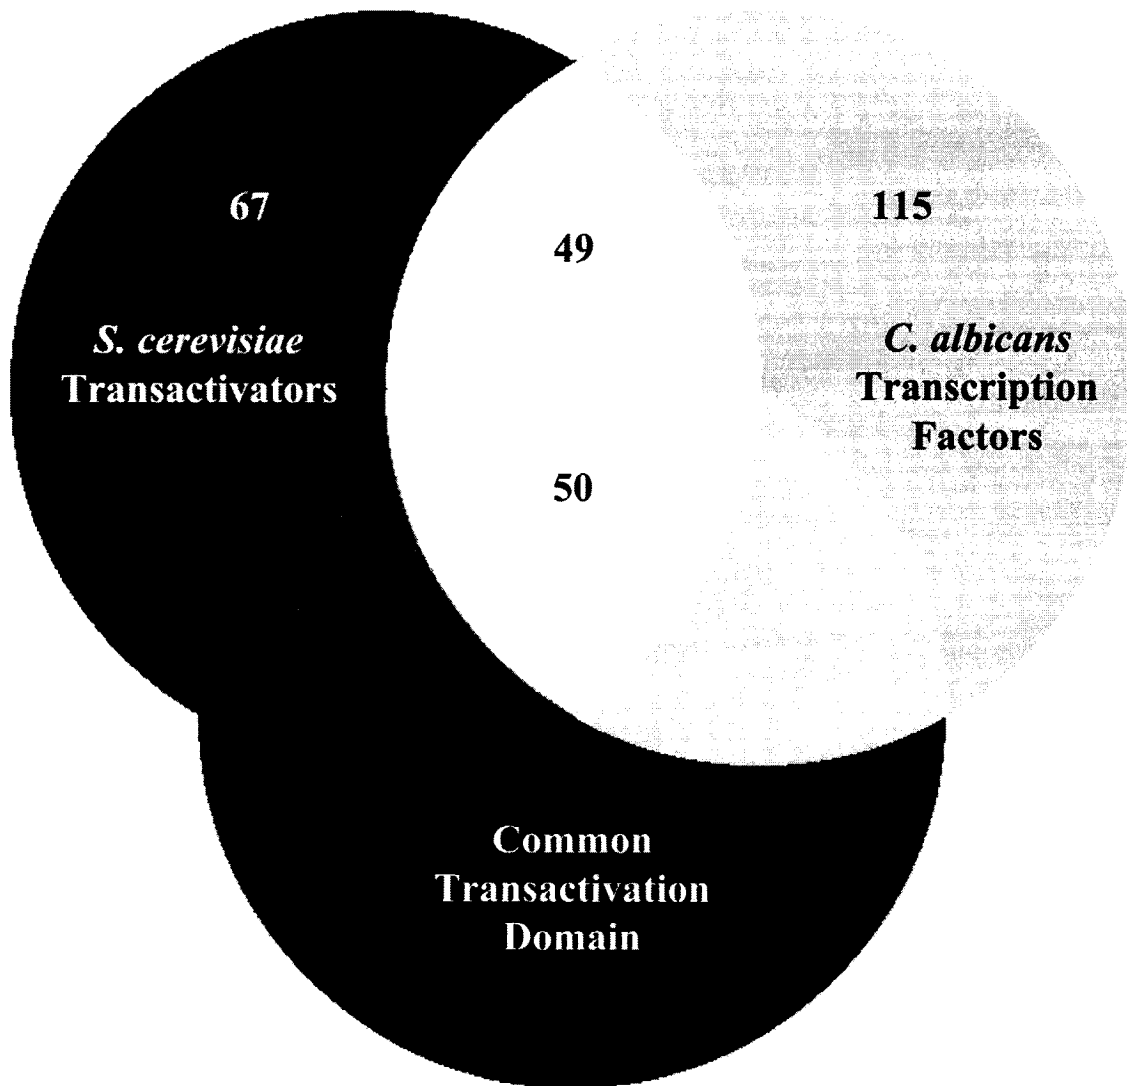 67
115
49
S. cerevisiae
Transactivators
C. albicans
Transcription
Factors
50
Common
Transactivation
Domain